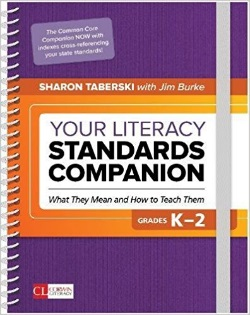 The Common Core
Companion NOW with
indexes cross-referencing
your state standards!
SHARON TABERSKI with JIM BURKE
YOUR LITERACY
STANDARDS
COMPANION
What They Mean and How to Teach Them
GRADES K–2
CL CORWIN
LITERACY